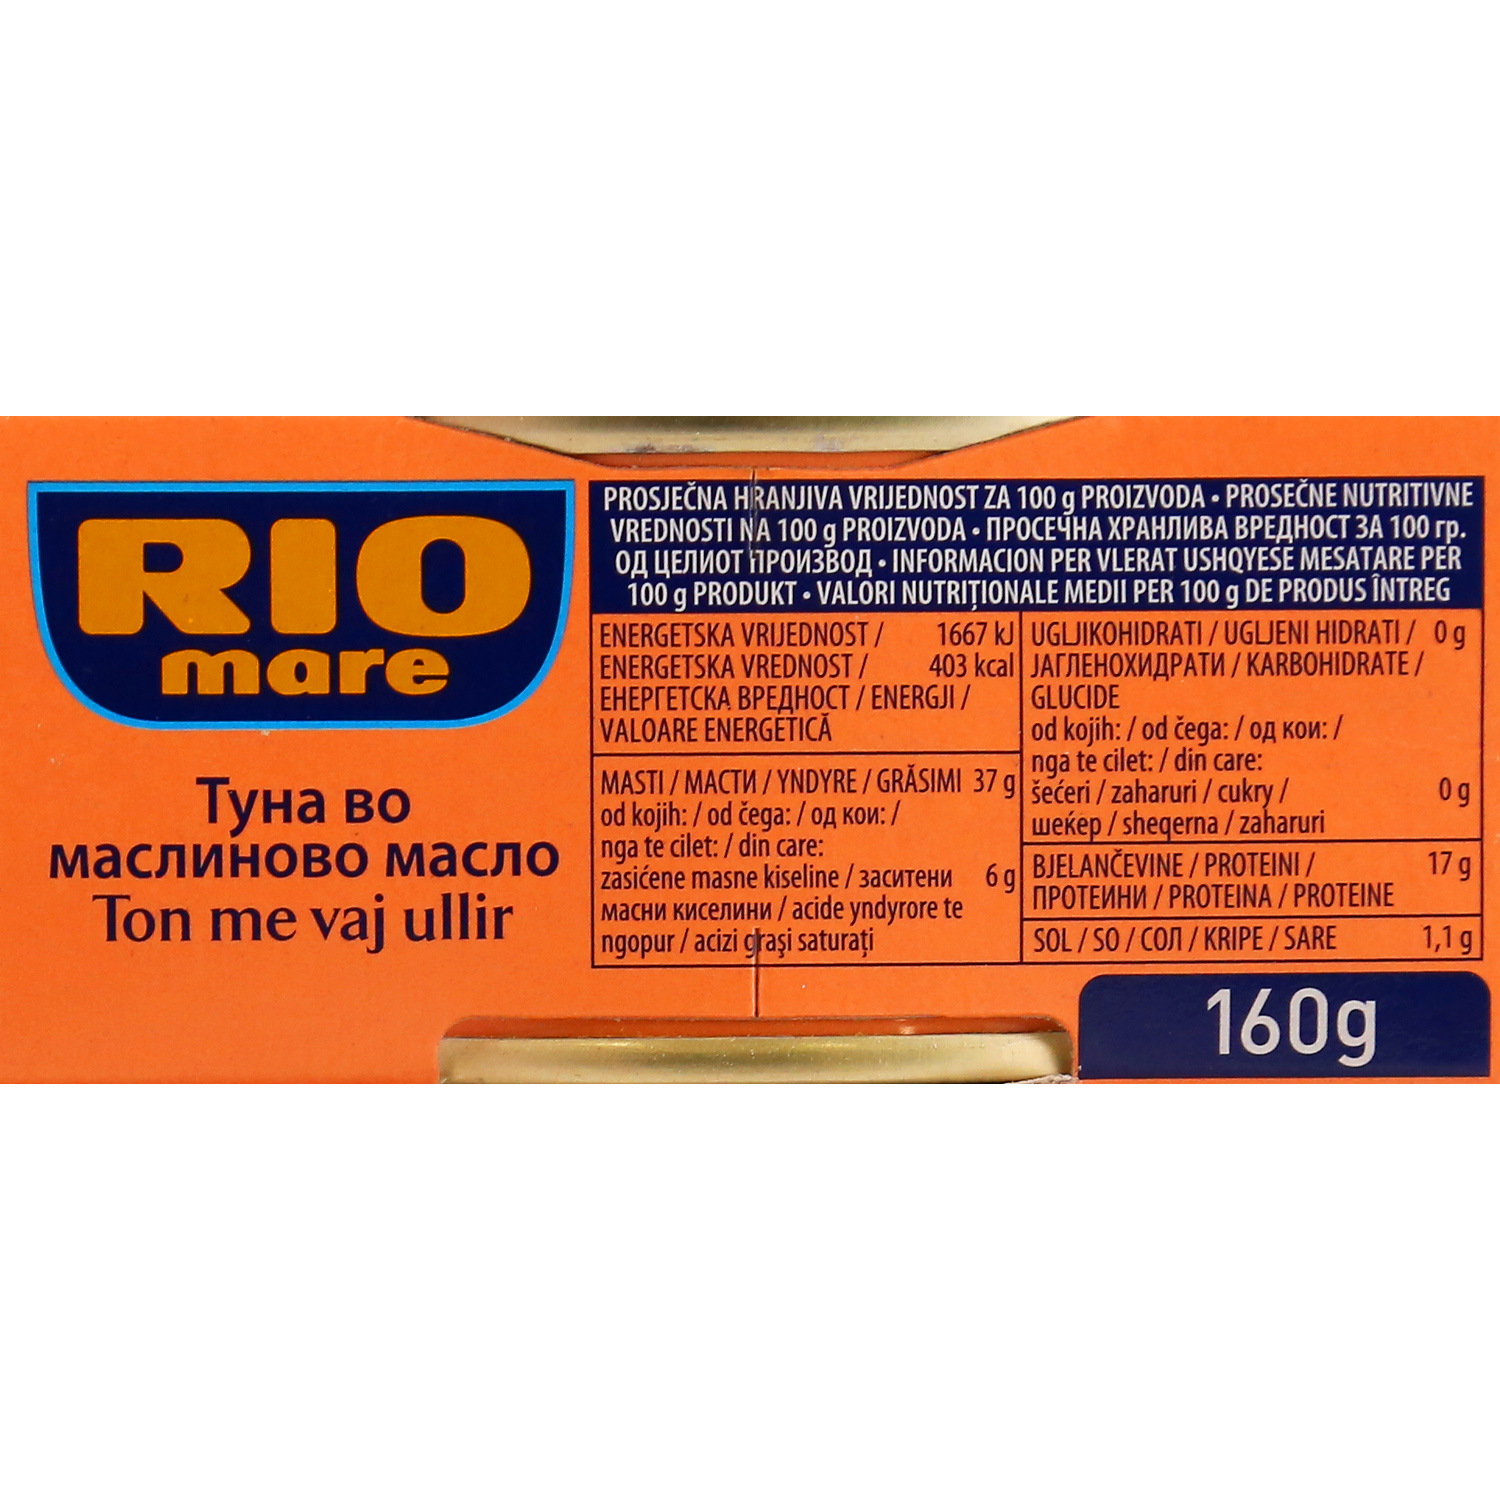 RIO
mare
Туна во
маслиново масло
Ton me vaj ullir
PROSJEČNA HRANJIVA VRIJEDNOST ZA 100 g PROIZVODA • PROSEČNE NUTRITIVNE
VREDNOSTI NA 100 g PROIZVODA • ПРОСЕЧНА ХРАНЛИВА ВРЕДНОСТ ЗА 100 гр.
ОД ЦЕЛИОТ ПРОИЗВОД • INFORMACION PER VLERAT USHQYESE MESATARE PER
100 g PRODUKT • VALORI NUTRIȚIONALE MEDII PER 100 g DE PRODUS ÎNTREG
ENERGETSKA VRIJEDNOST / 1667 kJ
ENERGETSKA VREDNOST / 403 kcal
ЕНЕРГЕТСКА ВРЕДНОСТ / ENERGJI /
VALOARE ENERGETICĂ
MASTI / МАСТИ / YNDYRE / GRĂSIMI 37 g
od kojih: / od čega: / од кои: /
nga te cilet: / din care:
zasićene masne kiseline / заситени 6 g
масни киселини / acide yndyrore te
ngopur / acizi grași saturați
UGLJIKOHIDRATI / UGLJENI HIDRATI / 0 g
ЈАГЛЕНОХИДРАТИ / KARBOHIDRATE /
GLUCIDE
od kojih: / od čega: / од кои: /
nga te cilet: / din care:
šećeri / zaharuri / cukry / 0 g
шеќер / sheqerna / zaharuri
BJELANČEVINE / PROTEINI / 17 g
ПРОТЕИНИ / PROTEINA / PROTEINE
SOL / SO / СОЛ / KRIPE / SARE 1,1 g
160g